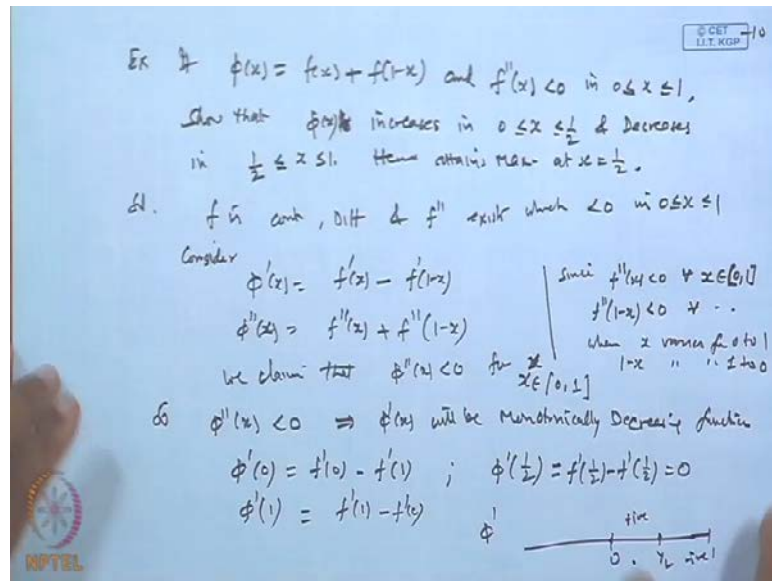 © CET
I.I.T. KGP
-10
Ex If φ(x) = f(x) + f(1-x) and f''(x) < 0 in 0 ≤ x ≤ 1,
Show that φ(x) increases in 0 ≤ x ≤ 1/2 & Decreases
in 1/2 ≤ x ≤ 1. Hence attains Max at x = 1/2.
Sol. f is cont, Diff & f'' exist which < 0 in 0 ≤ x ≤ 1
Consider
φ'(x) = f'(x) - f'(1-x)
φ''(x) = f''(x) + f''(1-x)
we claim that φ''(x) < 0 for x ∈ [0, 1]
Since f''(x) < 0 ∀ x ∈ [0,1]
f''(1-x) < 0 ∀ ..
when x varies fr 0 to 1
1-x " " 1 to 0
So φ''(x) < 0 ⇒ φ'(x) will be Monotonically Decreasing function
φ'(0) = f'(0) - f'(1) ; φ'(1/2) = f'(1/2) - f'(1/2) = 0
φ'(1) = f'(1) - f'(0)
φ' +ive
0 . 1/2 -ive 1
NPTEL